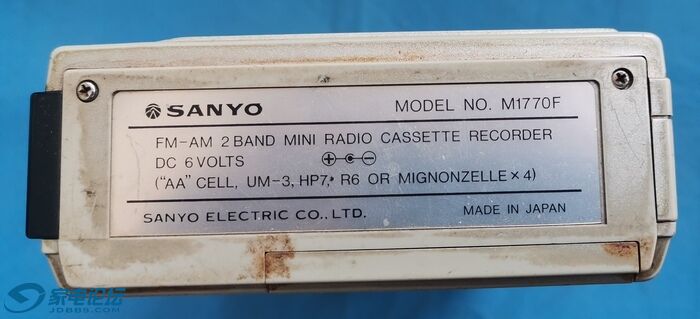 SANYO
MODEL NO. M1770F
FM-AM 2 BAND MINI RADIO CASSETTE RECORDER
DC 6 VOLTS
("AA" CELL, UM-3, HP7, R6 OR MIGNONZELLE × 4)
SANYO ELECTRIC CO., LTD.
MADE IN JAPAN
家电论坛
JDBBS.COM